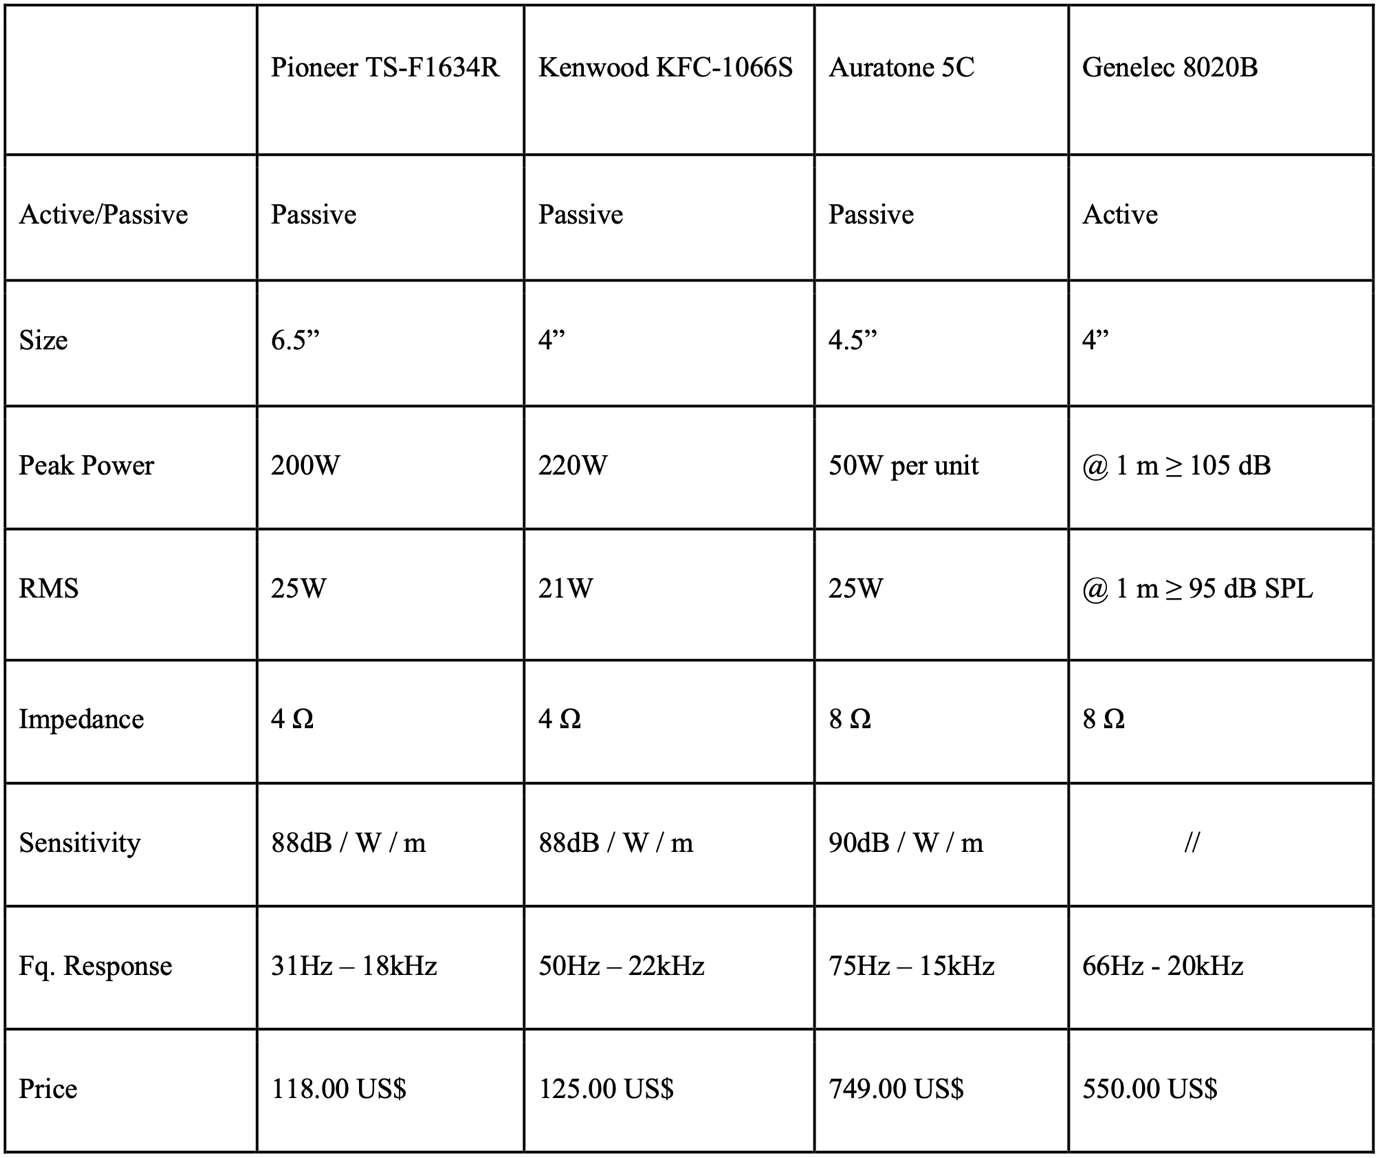 Pioneer TS-F1634R Kenwood KFC-1066S Auratone 5C Genelec 8020B
Active/Passive Passive Passive Passive Active
Size 6.5” 4” 4.5” 4”
Peak Power 200W 220W 50W per unit @ 1 m ≥ 105 dB
RMS 25W 21W 25W @ 1 m ≥ 95 dB SPL
Impedance 4 Ω 4 Ω 8 Ω 8 Ω
Sensitivity 88dB / W / m 88dB / W / m 90dB / W / m //
Fq. Response 31Hz – 18kHz 50Hz – 22kHz 75Hz – 15kHz 66Hz - 20kHz
Price 118.00 US$ 125.00 US$ 749.00 US$ 550.00 US$